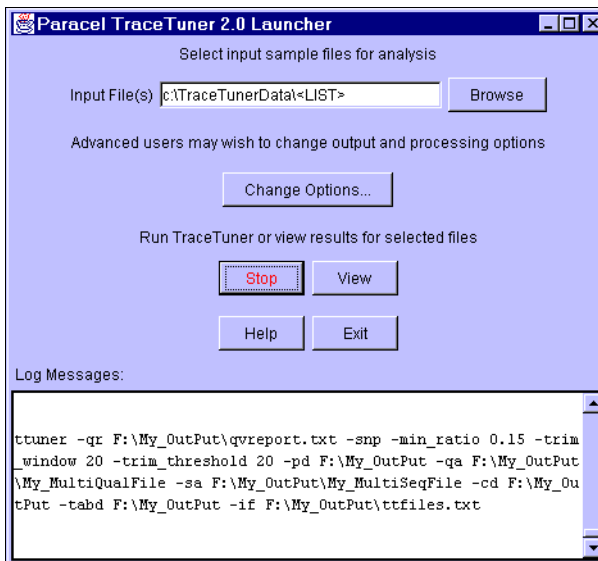 Paracel TraceTuner 2.0 Launcher
Select input sample files for analysis
Input File(s) c:\TraceTunerData\<LIST> Browse
Advanced users may wish to change output and processing options
Change Options...
Run TraceTuner or view results for selected files
Stop View
Help Exit
Log Messages:
ttuner -qr F:\My_OutPut\qvreport.txt -snp -min_ratio 0.15 -trim
_window 20 -trim_threshold 20 -pd F:\My_OutPut -qa F:\My_OutPut
\My_MultiQualFile -sa F:\My_OutPut\My_MultiSeqFile -cd F:\My_Ou
tPut -tabd F:\My_OutPut -if F:\My_OutPut\ttfiles.txt